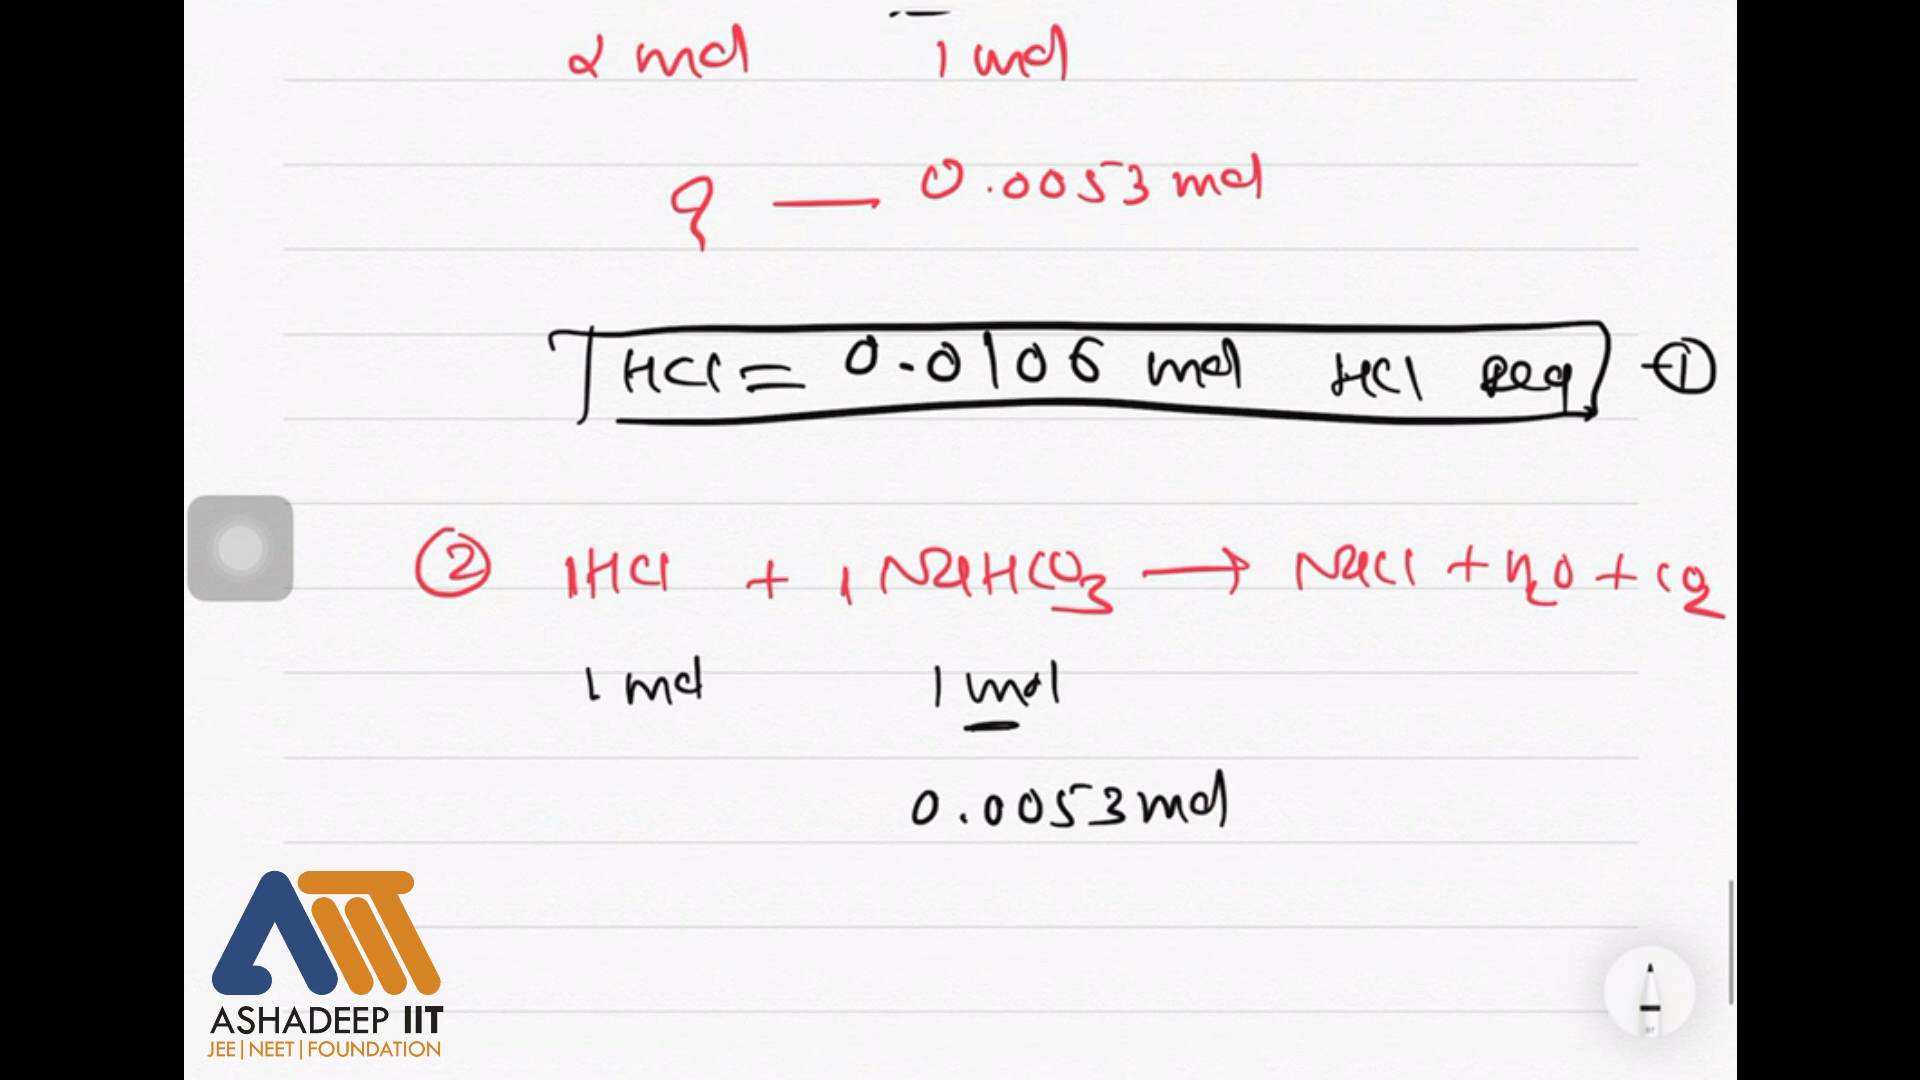 2 mol 1 mol
? — 0.0053 mol
HCl = 0.0106 mol HCl Req -①
② 1HCl + 1 NaHCO3 → NaCl + H2O + CO2
1 mol 1 mol
0.0053 mol
ASHADEEP IIT
JEE|NEET|FOUNDATION